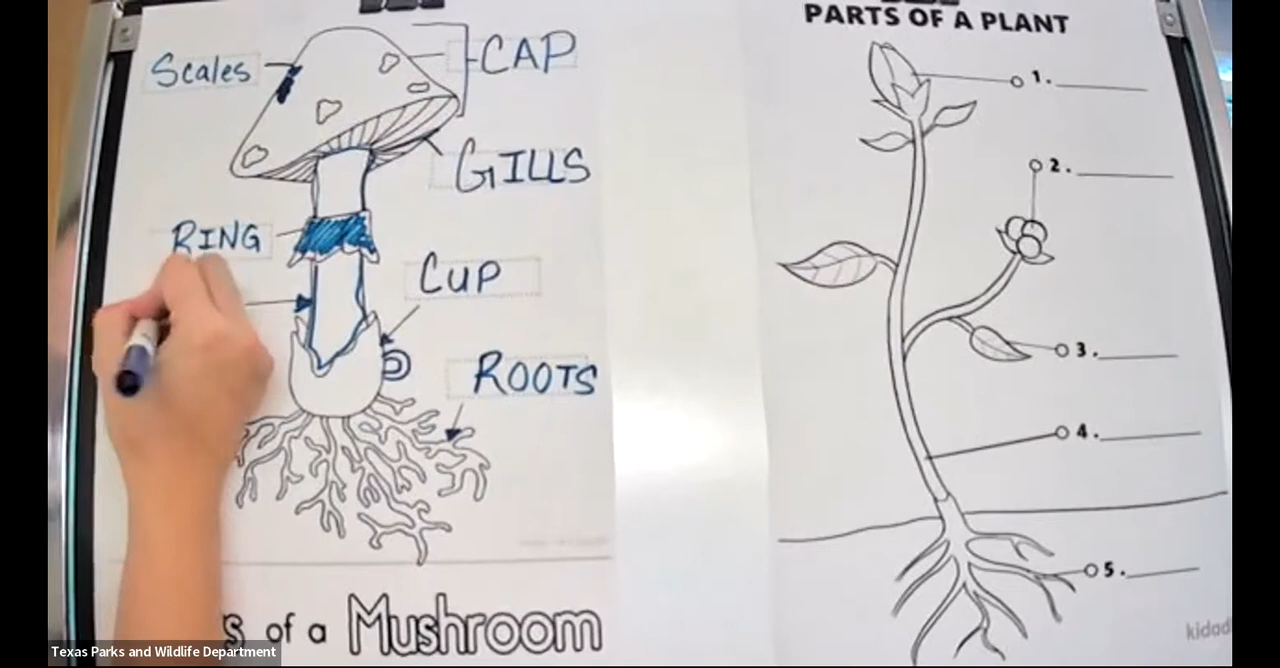 Scales
CAP
GILLS
RING
CUP
ROOTS
s of a Mushroom
PARTS OF A PLANT
1.
2.
3.
4.
5.
kidad
Texas Parks and Wildlife Department